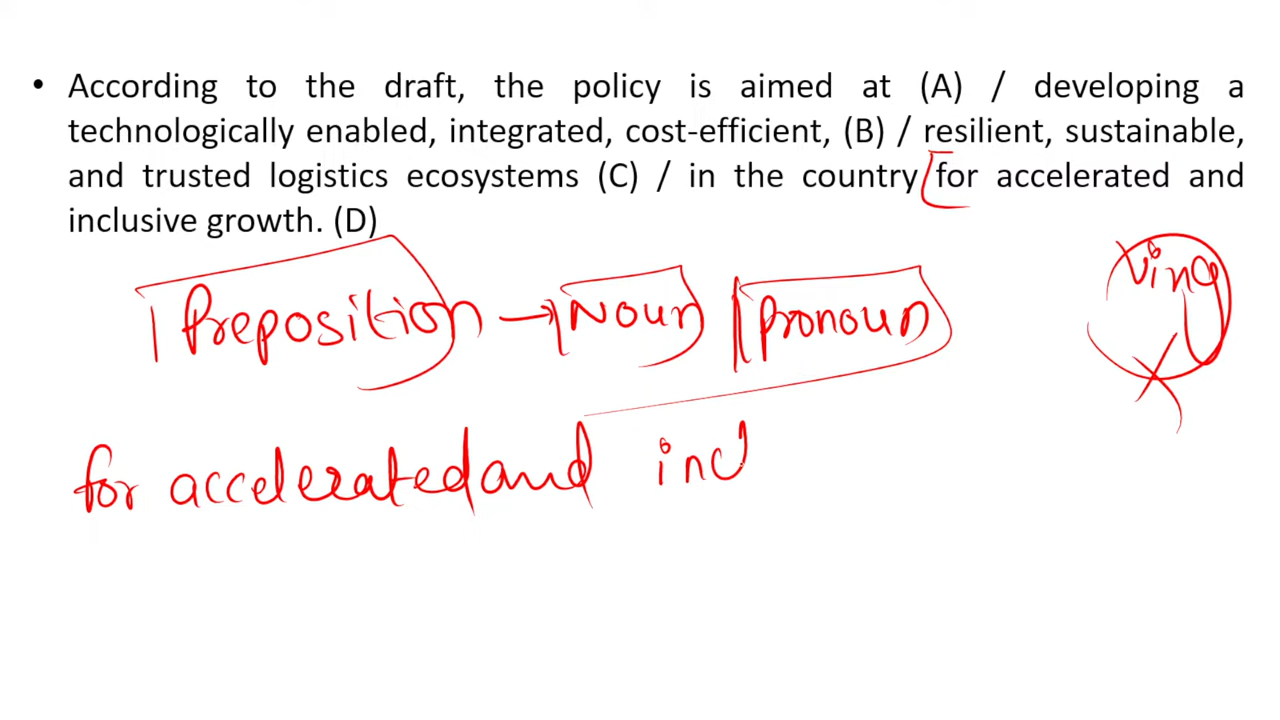 • According to the draft, the policy is aimed at (A) / developing a
technologically enabled, integrated, cost-efficient, (B) / resilient, sustainable,
and trusted logistics ecosystems (C) / in the country for accelerated and
inclusive growth. (D)
Ving
Preposition → Noun Pronoun
for accelerated and incl